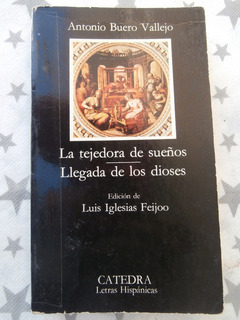 Antonio Buero Vallejo
La tejedora de sueños
Llegada de los dioses
Edición de
Luis Iglesias Feijoo
CATEDRA
Letras Hispánicas